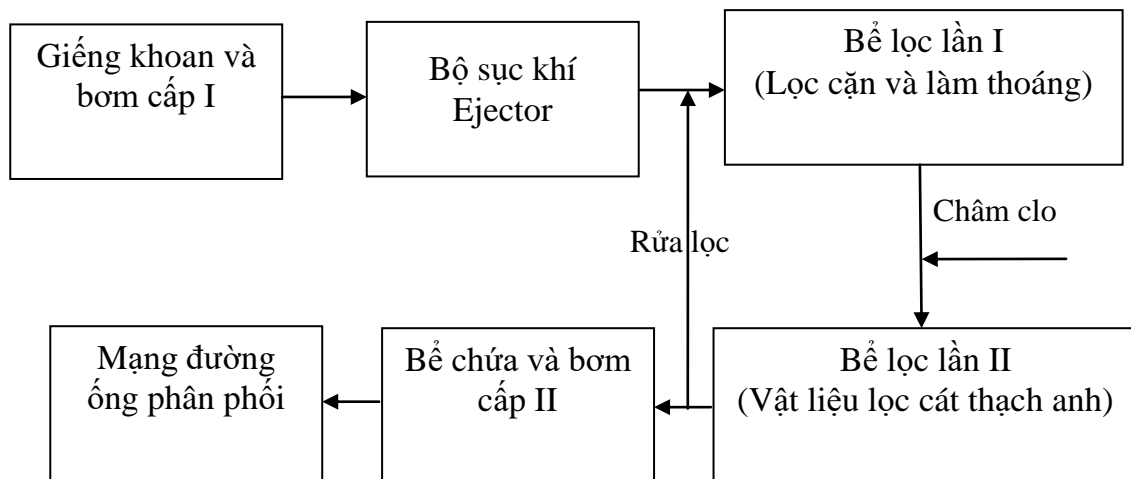 Giếng khoan và
bơm cấp I
Bộ sục khí
Ejector
Bể lọc lần I
(Lọc cặn và làm thoáng)
Châm clo
Rửa lọc
Mạng đường
ống phân phối
Bể chứa và bơm
cấp II
Bể lọc lần II
(Vật liệu lọc cát thạch anh)